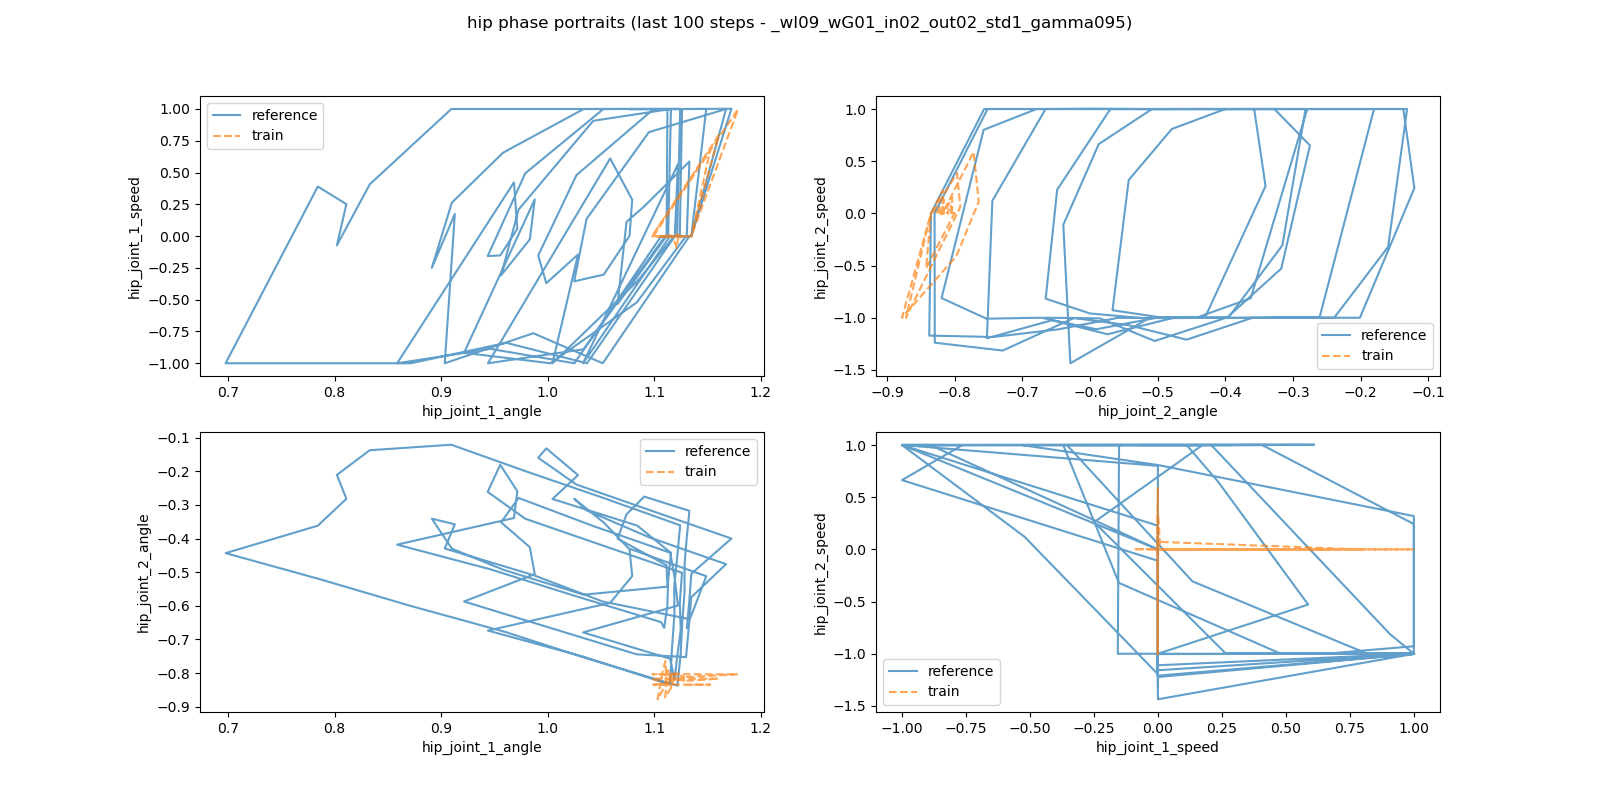 hip phase portraits (last 100 steps - _wI09_wG01_in02_out02_std1_gamma095)
1.00
0.75
0.50
0.25
0.00
−0.25
−0.50
−0.75
−1.00
hip_joint_1_speed
reference
train
0.7 0.8 0.9 1.0 1.1 1.2
hip_joint_1_angle
1.0
0.5
0.0
−0.5
−1.0
−1.5
hip_joint_2_speed
reference
train
−0.9 −0.8 −0.7 −0.6 −0.5 −0.4 −0.3 −0.2 −0.1
hip_joint_2_angle
−0.1
−0.2
−0.3
−0.4
−0.5
−0.6
−0.7
−0.8
−0.9
hip_joint_2_angle
reference
train
0.7 0.8 0.9 1.0 1.1 1.2
hip_joint_1_angle
1.0
0.5
0.0
−0.5
−1.0
−1.5
hip_joint_2_speed
reference
train
−1.00 −0.75 −0.50 −0.25 0.00 0.25 0.50 0.75 1.00
hip_joint_1_speed